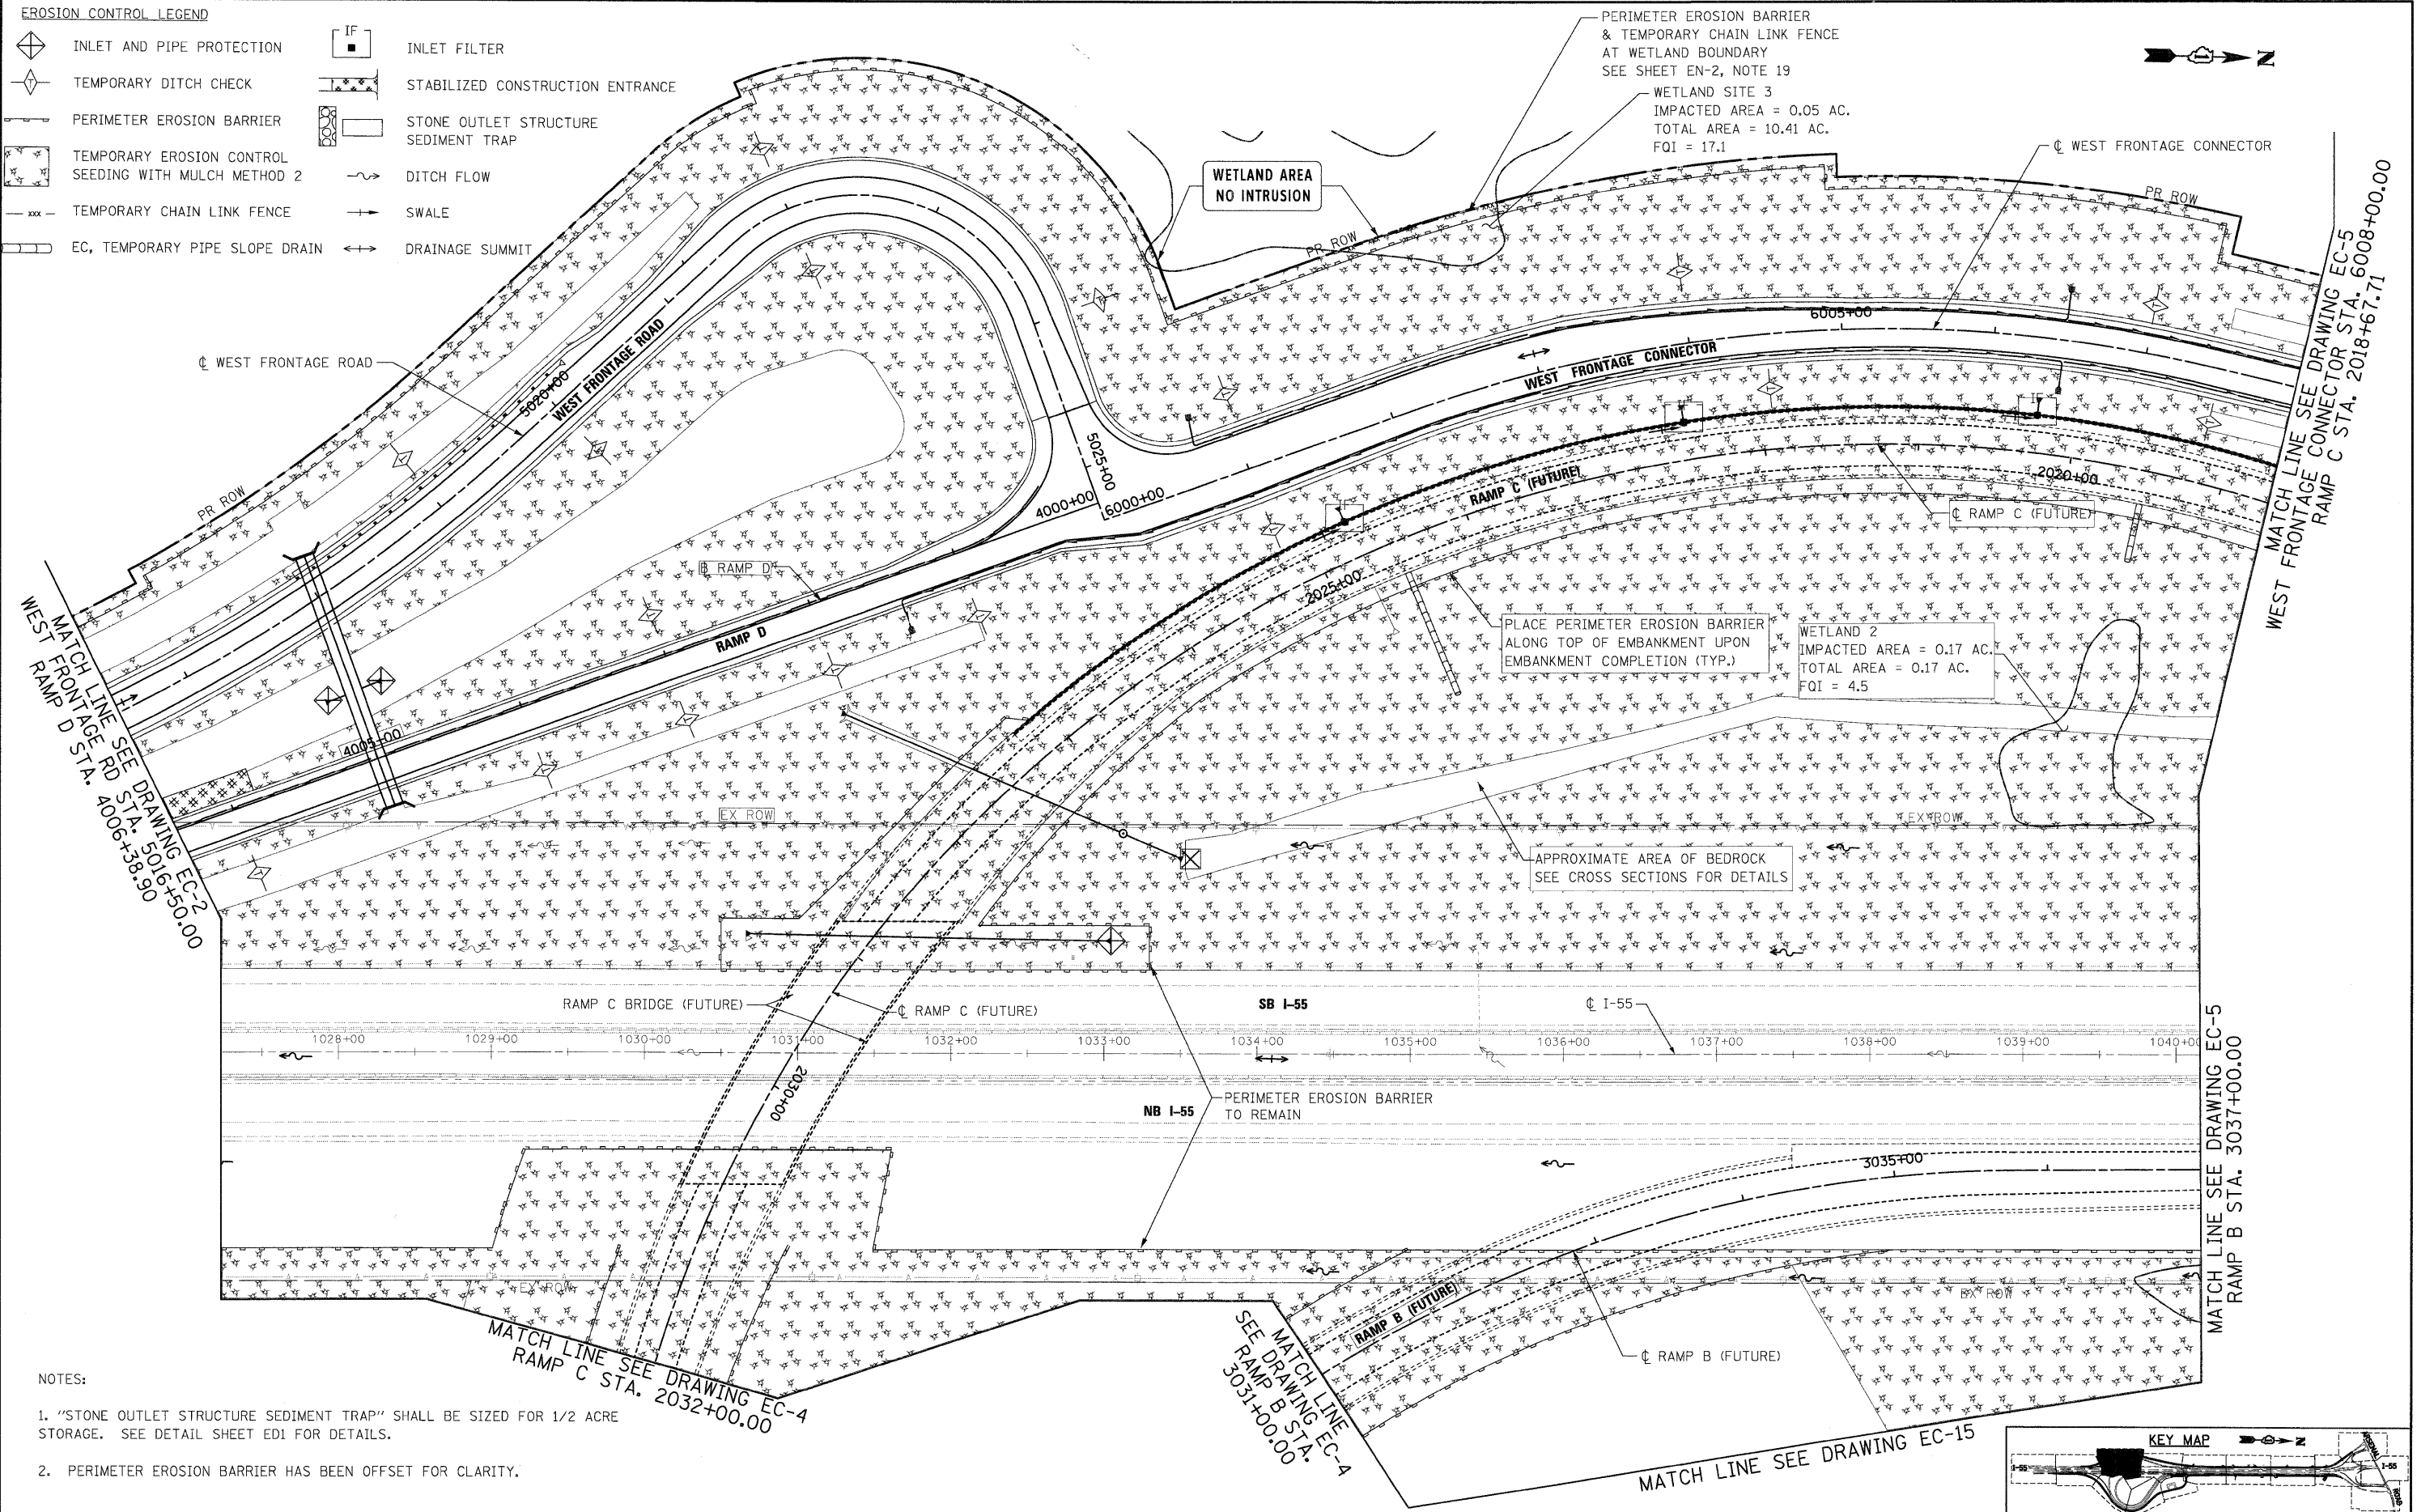 EROSION CONTROL LEGEND
INLET AND PIPE PROTECTION
IF
INLET FILTER
TEMPORARY DITCH CHECK
STABILIZED CONSTRUCTION ENTRANCE
PERIMETER EROSION BARRIER
STONE OUTLET STRUCTURE
SEDIMENT TRAP
TEMPORARY EROSION CONTROL
SEEDING WITH MULCH METHOD 2
DITCH FLOW
XXX
TEMPORARY CHAIN LINK FENCE
SWALE
EC, TEMPORARY PIPE SLOPE DRAIN
DRAINAGE SUMMIT
PERIMETER EROSION BARRIER
& TEMPORARY CHAIN LINK FENCE
AT WETLAND BOUNDARY
SEE SHEET EN-2, NOTE 19
N
WETLAND SITE 3
IMPACTED AREA = 0.05 AC.
TOTAL AREA = 10.41 AC.
FQI = 17.1
℄ WEST FRONTAGE CONNECTOR
WETLAND AREA
NO INTRUSION
PR ROW
PR ROW
MATCH LINE SEE DRAWING EC-5
WEST FRONTAGE CONNECTOR STA. 6008+00.00
RAMP C STA. 2018+67.71
6005+00
WEST FRONTAGE CONNECTOR
℄ WEST FRONTAGE ROAD
5020+00
WEST FRONTAGE ROAD
5025+00
4000+00
6000+00
RAMP C (FUTURE)
2020+00
℄ RAMP C (FUTURE)
PR ROW
B RAMP D
RAMP D
2025+00
PLACE PERIMETER EROSION BARRIER
ALONG TOP OF EMBANKMENT UPON
EMBANKMENT COMPLETION (TYP.)
WETLAND 2
IMPACTED AREA = 0.17 AC.
TOTAL AREA = 0.17 AC.
FQI = 4.5
MATCH LINE SEE DRAWING EC-2
WEST FRONTAGE RD STA. 5016+50.00
RAMP D STA. 4006+38.90
4005+00
EX ROW
EX ROW
APPROXIMATE AREA OF BEDROCK
SEE CROSS SECTIONS FOR DETAILS
RAMP C BRIDGE (FUTURE)
℄ RAMP C (FUTURE)
SB I-55
℄ I-55
1028+00
1029+00
1030+00
1031+00
1032+00
1033+00
1034+00
1035+00
1036+00
1037+00
1038+00
1039+00
1040+00
2030+00
NB I-55
PERIMETER EROSION BARRIER
TO REMAIN
3035+00
MATCH LINE SEE DRAWING EC-5
RAMP B STA. 3037+00.00
EX ROW
EX ROW
RAMP B (FUTURE)
℄ RAMP B (FUTURE)
MATCH LINE SEE DRAWING EC-4
RAMP C STA. 2032+00.00
MATCH LINE
SEE DRAWING EC-4
RAMP B STA.
3031+00.00
MATCH LINE SEE DRAWING EC-15
NOTES:
1. "STONE OUTLET STRUCTURE SEDIMENT TRAP" SHALL BE SIZED FOR 1/2 ACRE
STORAGE. SEE DETAIL SHEET ED1 FOR DETAILS.
2. PERIMETER EROSION BARRIER HAS BEEN OFFSET FOR CLARITY.
KEY MAP
N
I-55
I-55
ROAD